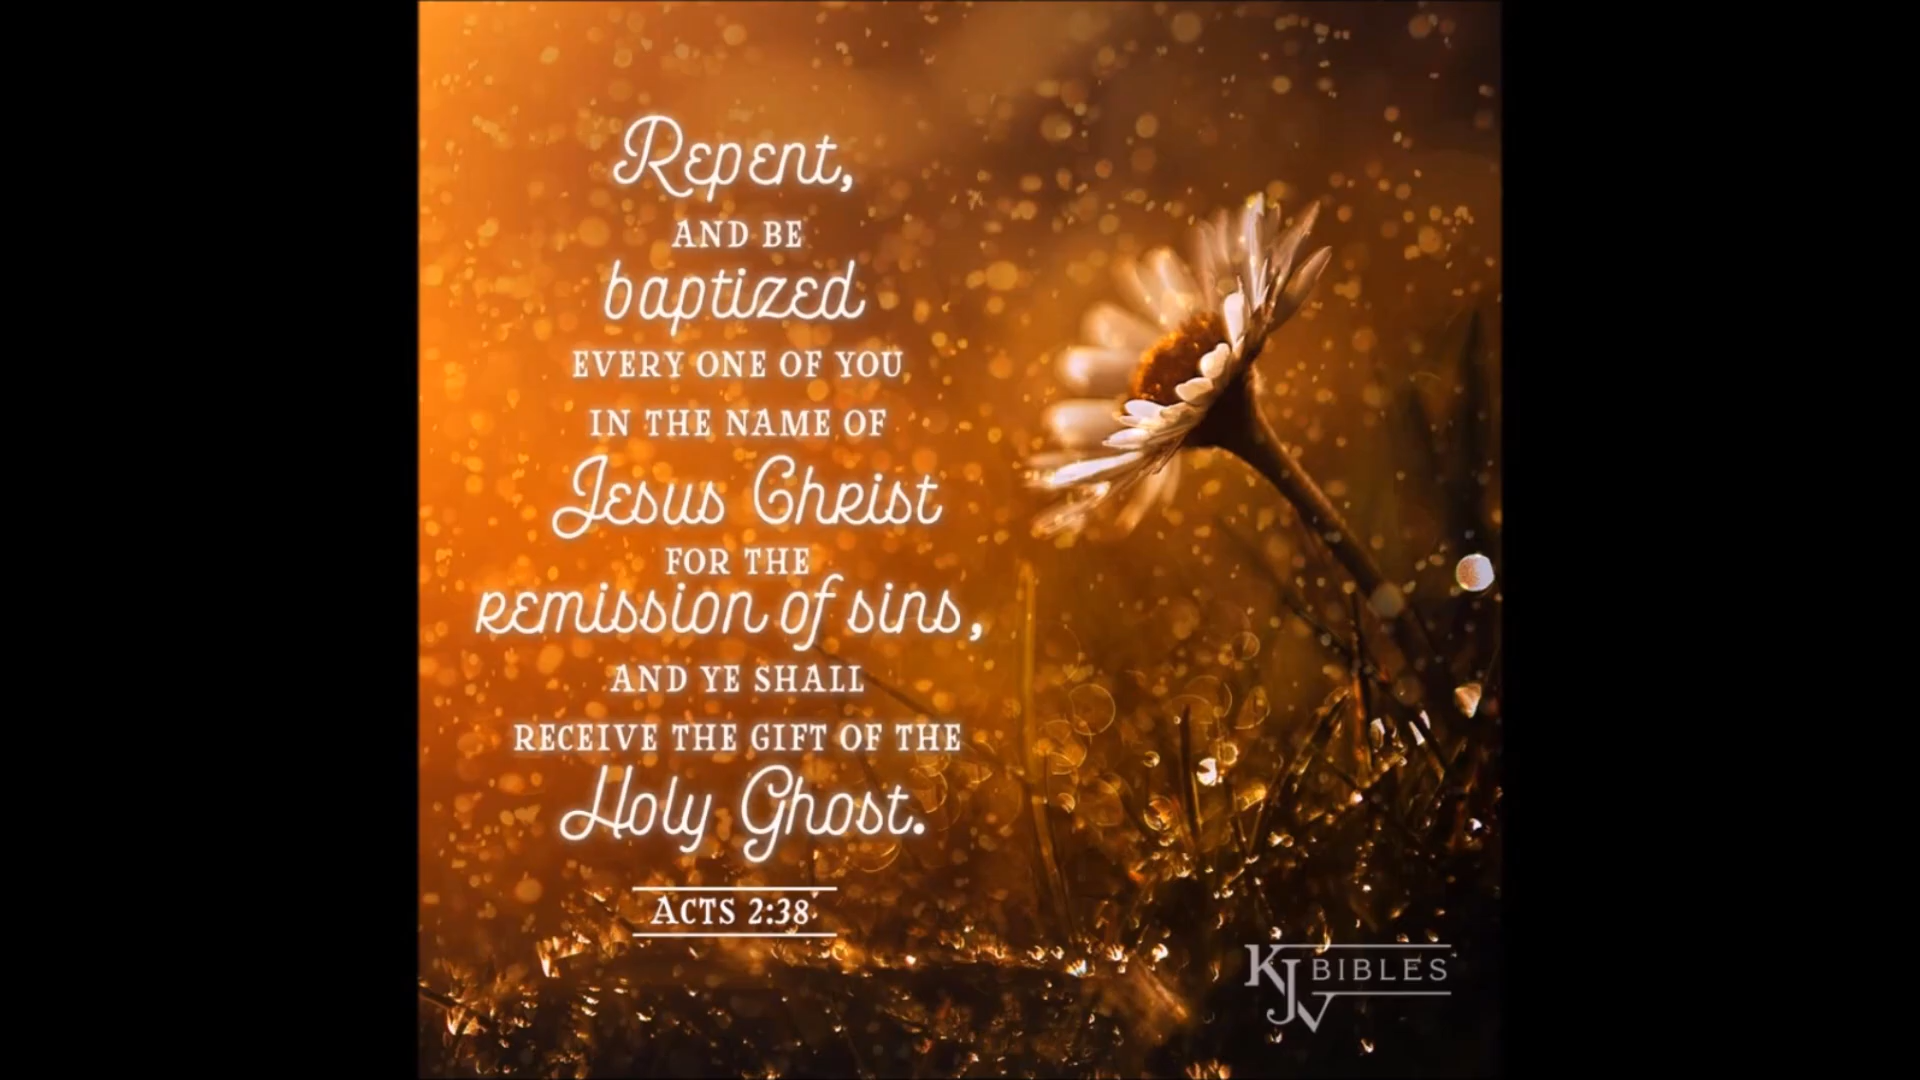 Repent,
AND BE
baptized
EVERY ONE OF YOU
IN THE NAME OF
Jesus Christ
FOR THE
remission of sins,
AND YE SHALL
RECEIVE THE GIFT OF THE
Holy Ghost.
ACTS 2:38
KJV BIBLES